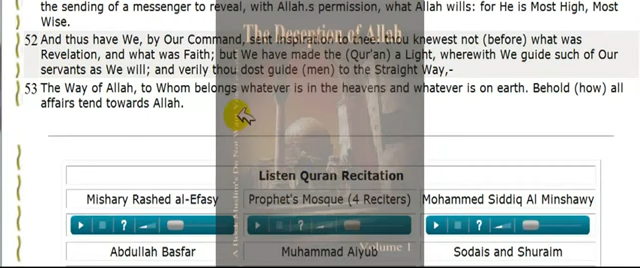 the sending of a messenger to reveal, with Allah.s permission, what Allah wills: for He is Most High, Most
Wise.
52 And thus have We, by Our Command, sent inspiration to thee: thou knewest not (before) what was
Revelation, and what was Faith; but We have made the (Qur'an) a Light, wherewith We guide such of Our
servants as We will; and verily thou dost guide (men) to the Straight Way,-
53 The Way of Allah, to Whom belongs whatever is in the heavens and whatever is on earth. Behold (how) all
affairs tend towards Allah.
The Deception of Allah
Volume 1
Listen Quran Recitation
Mishary Rashed al-Efasy Prophet's Mosque (4 Reciters) Mohammed Siddiq Al Minshawy
? ? ?
Abdullah Basfar Muhammad Aiyub Sodais and Shuraim